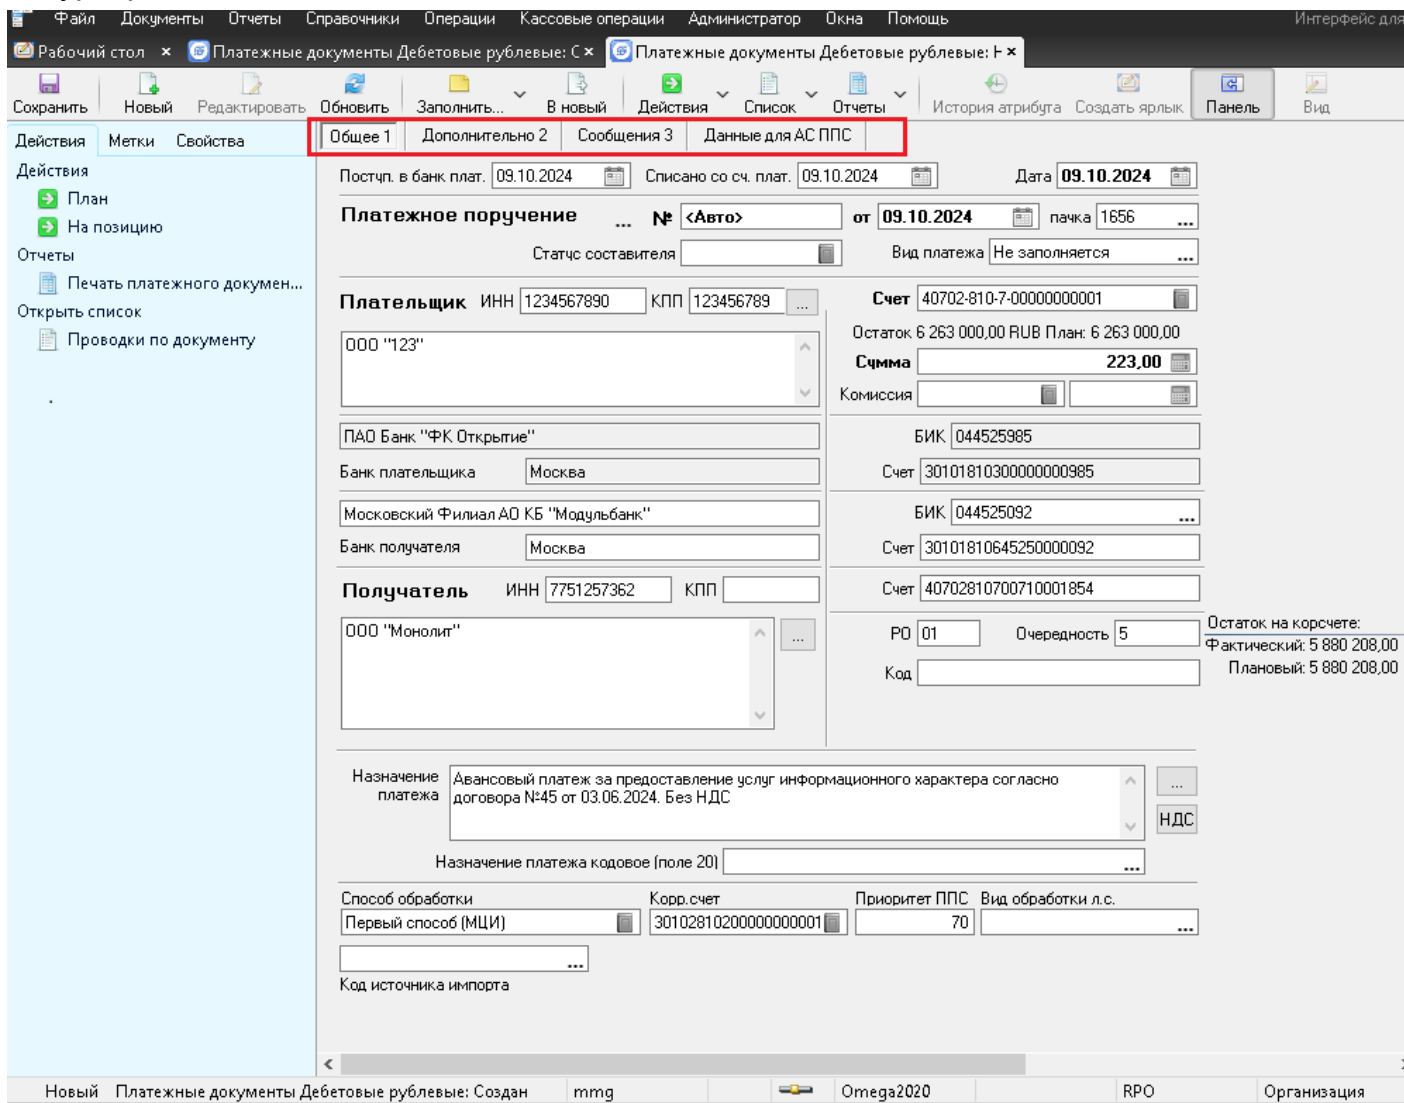 Файл Документы Отчеты Справочники Операции Кассовые операции Администратор Окна Помощь Интерфейс для
Рабочий стол × Платежные документы Дебетовые рублевые: С × Платежные документы Дебетовые рублевые: Н ×
Сохранить Новый Редактировать Обновить Заполнить... В новый Действия Список Отчеты История атрибута Создать ярлык Панель Вид
Действия Метки Свойства
Общее 1 Дополнительно 2 Сообщения 3 Данные для АС ППС
Действия
План
На позицию
Отчеты
Печать платежного докумен...
Открыть список
Проводки по документу
Поступ. в банк плат. 09.10.2024 Списано со сч. плат. 09.10.2024 Дата 09.10.2024
Платежное поручение ... № <Авто> от 09.10.2024 пачка 1656 ...
Статус составителя Вид платежа Не заполняется ...
Плательщик ИНН 1234567890 КПП 123456789 ... Счет 40702-810-7-00000000001
ООО "123"
Остаток 6 263 000,00 RUB План: 6 263 000,00
Сумма 223,00
Комиссия
ПАО Банк "ФК Открытие" БИК 044525985
Банк плательщика Москва Счет 30101810300000000985
Московский Филиал АО КБ "Модульбанк" БИК 044525092 ...
Банк получателя Москва Счет 30101810645250000092
Получатель ИНН 7751257362 КПП Счет 40702810700710001854
ООО "Монолит" ...
РО 01 Очередность 5
Код
Остаток на корсчете:
Фактический: 5 880 208,00
Плановый: 5 880 208,00
Назначение платежа
Авансовый платеж за предоставление услуг информационного характера согласно
договора №45 от 03.06.2024. Без НДС
...
НДС
Назначение платежа кодовое (поле 20) ...
Способ обработки Корр.счет Приоритет ППС Вид обработки л.с.
Первый способ (МЦИ) 30102810200000000001 70 ...
...
Код источника импорта
Новый Платежные документы Дебетовые рублевые: Создан mmg Omega2020 RPO Организация